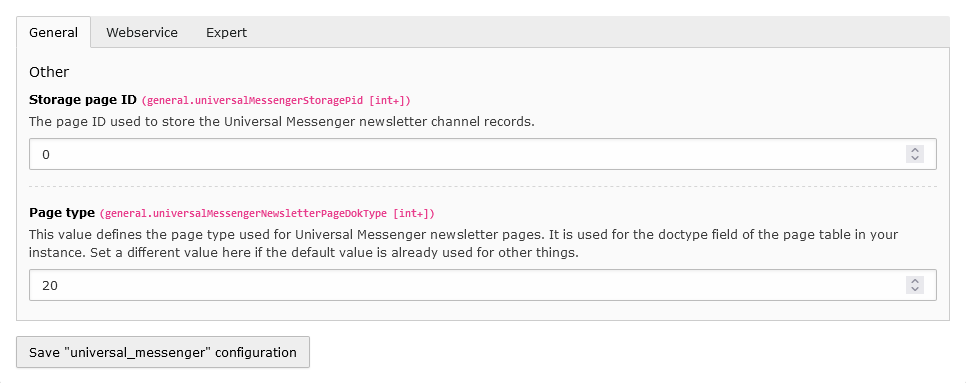 General Webservice Expert
Other
Storage page ID (general.universalMessengerStoragePid [int+])
The page ID used to store the Universal Messenger newsletter channel records.
0
Page type (general.universalMessengerNewsletterPageDokType [int+])
This value defines the page type used for Universal Messenger newsletter pages. It is used for the doctype field of the page table in your
instance. Set a different value here if the default value is already used for other things.
20
Save "universal_messenger" configuration